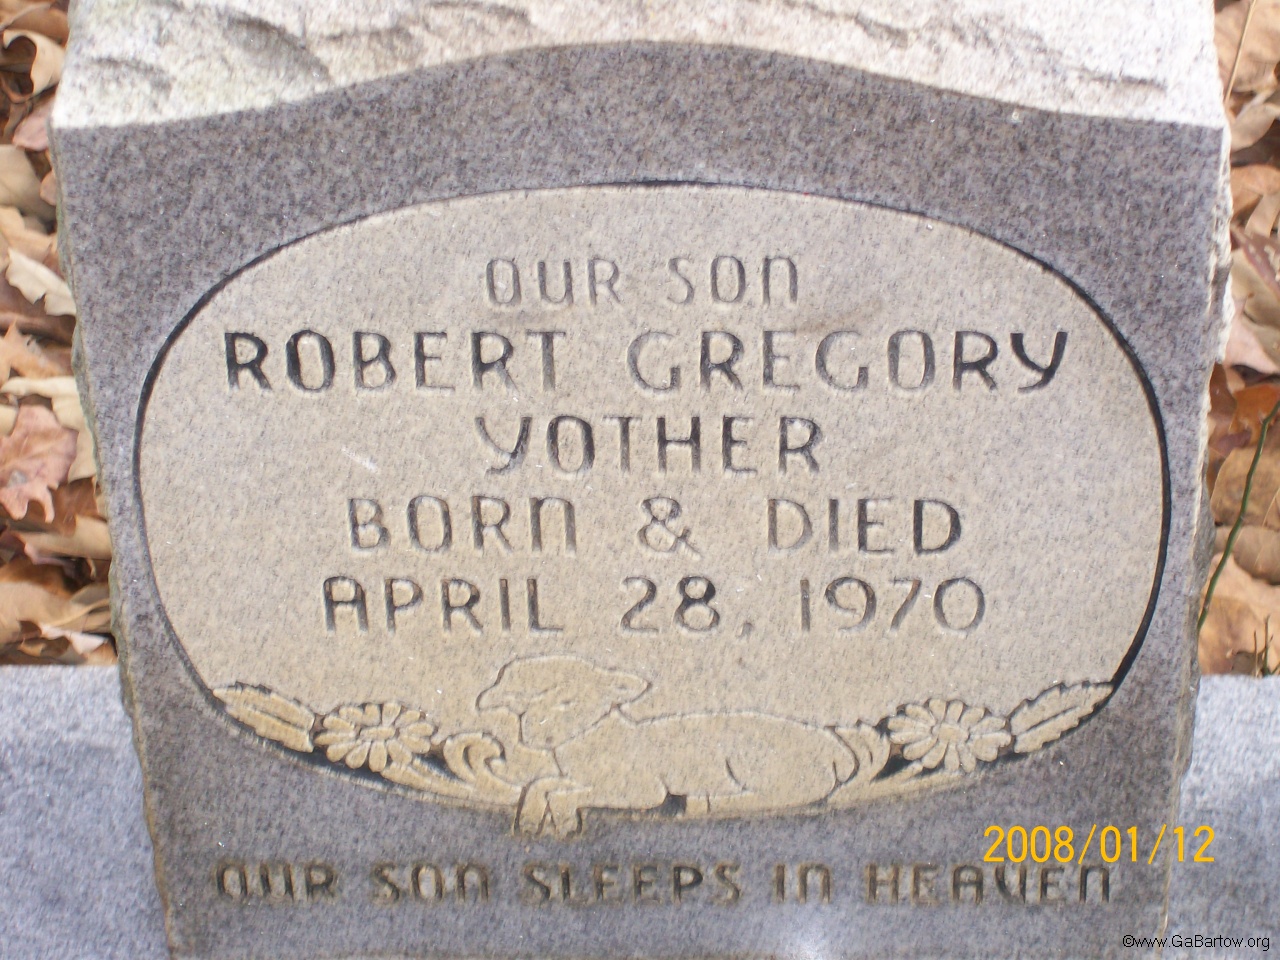 OUR SON
ROBERT GREGORY
YOTHER
BORN & DIED
APRIL 28, 1970
OUR SON SLEEPS IN HEAVEN
2008/01/12
©www.GaBartow.org